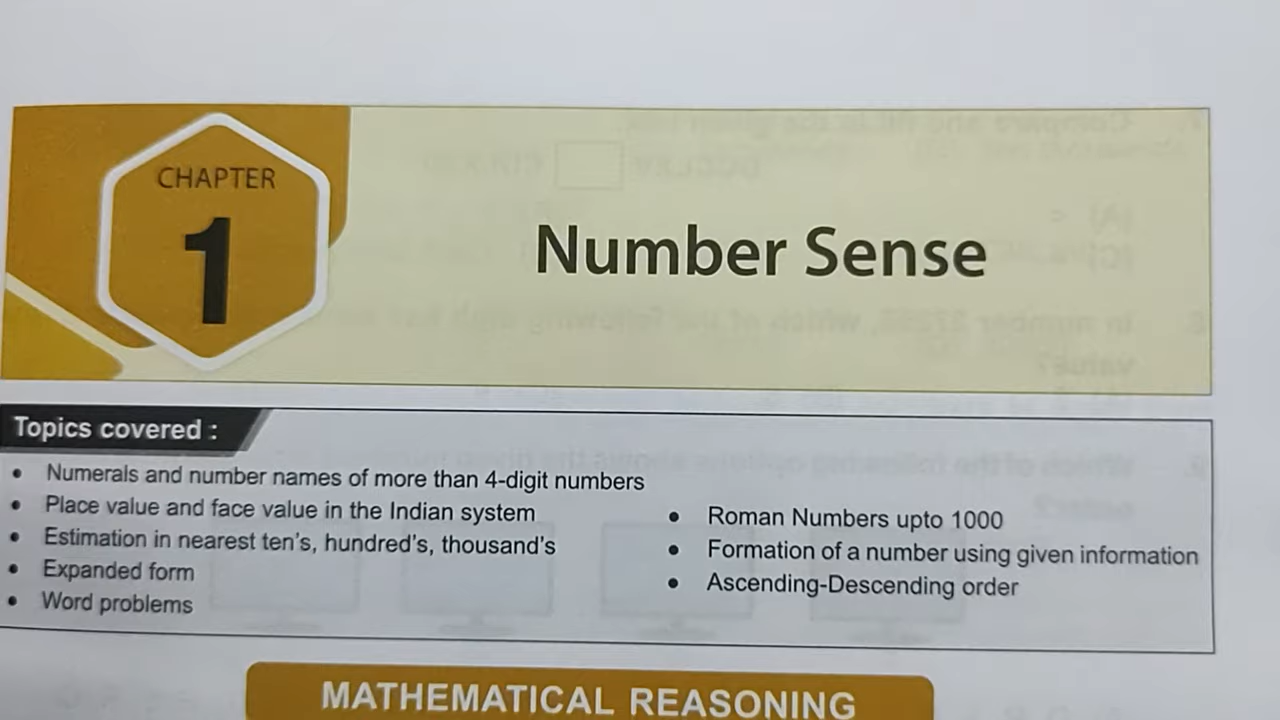 CHAPTER
1
Number Sense
Topics covered :
• Numerals and number names of more than 4-digit numbers
• Place value and face value in the Indian system
• Estimation in nearest ten's, hundred's, thousand's
• Expanded form
• Word problems
• Roman Numbers upto 1000
• Formation of a number using given information
• Ascending-Descending order
MATHEMATICAL REASONING